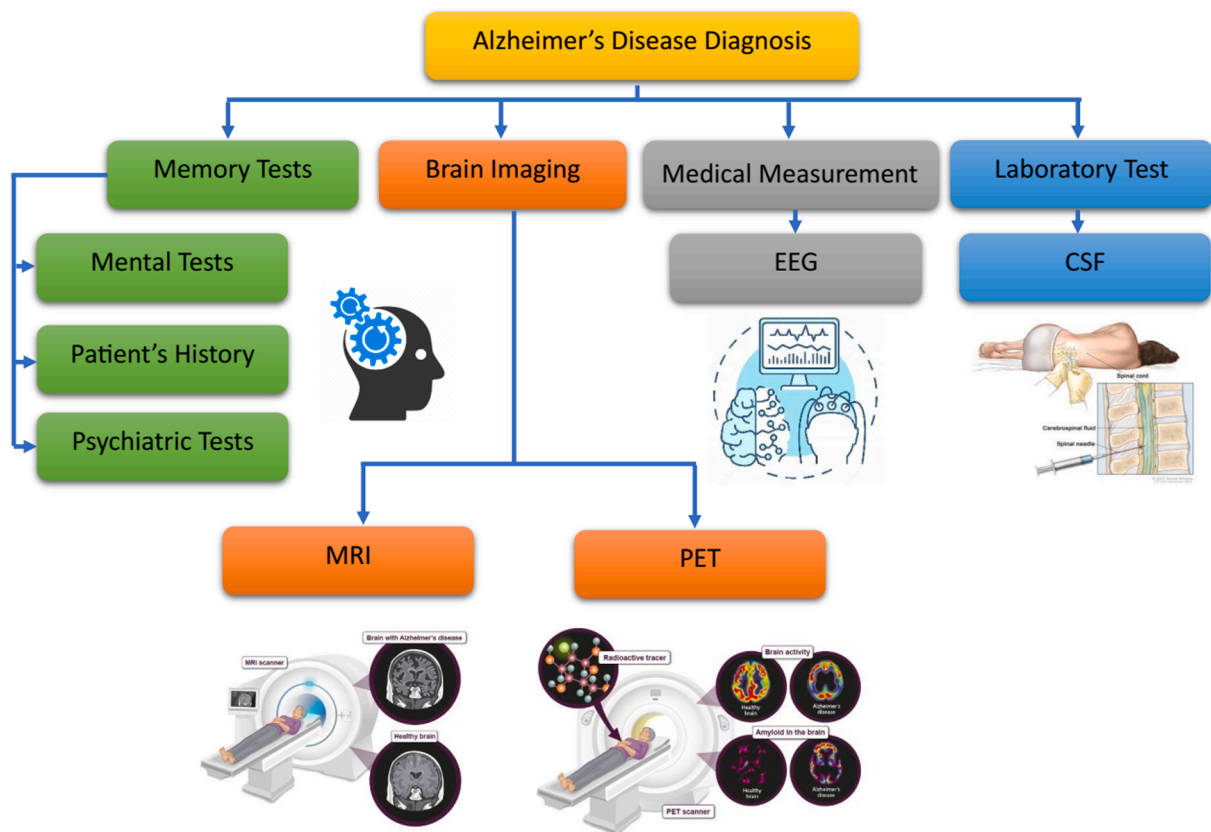 Alzheimer’s Disease Diagnosis
Memory Tests
Brain Imaging
Medical Measurement
Laboratory Test
Mental Tests
Patient’s History
Psychiatric Tests
EEG
CSF
Spinal cord
Cerebrospinal fluid
Spinal needle
MRI
PET
MRI scanner
Brain with Alzheimer’s disease
Healthy brain
Radioactive tracer
Brain activity
Healthy
brain
Alzheimer’s
disease
Amyloid in the brain
Healthy
brain
Alzheimer’s
disease
PET scanner